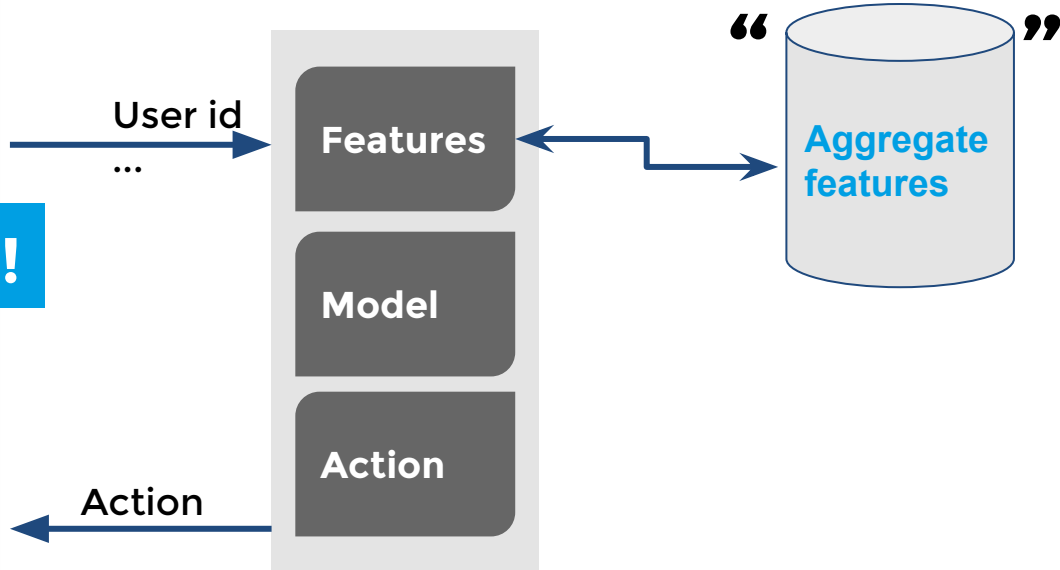 “ ”
User id
...
Features
Aggregate
features
!
Model
Action
Action